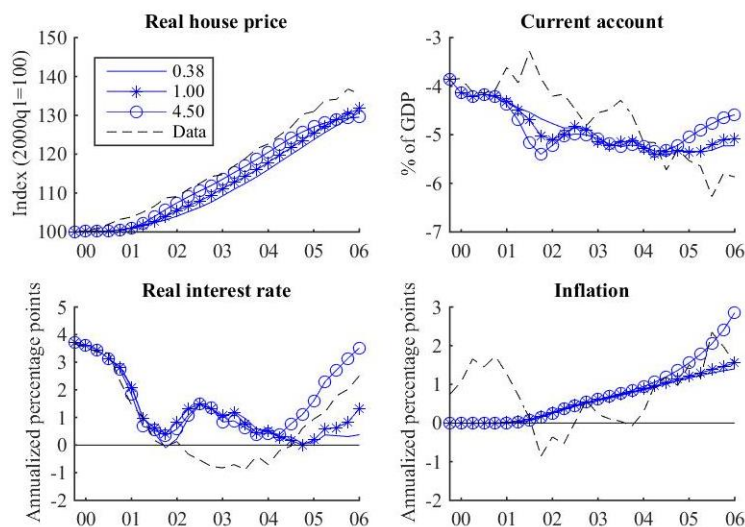 Real house price
Index (2000q1=100)
150
140
130
120
110
100
0.38
1.00
4.50
Data
00 01 02 03 04 05 06
Current account
% of GDP
-3
-4
-5
-6
-7
00 01 02 03 04 05 06
Real interest rate
Annualized percentage points
5
4
3
2
1
0
-1
-2
00 01 02 03 04 05 06
Inflation
Annualized percentage points
3
2
1
0
-1
-2
00 01 02 03 04 05 06